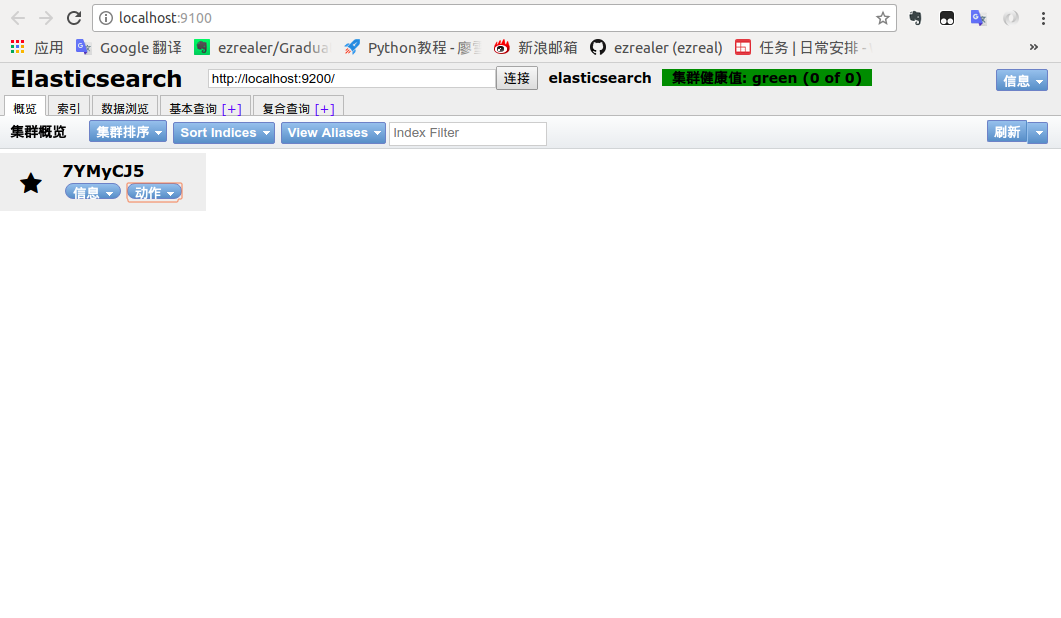 localhost:9100
应用 Google 翻译 ezrealer/Gradua Python教程 - 廖 新浪邮箱 ezrealer (ezreal) 任务 | 日常安排 - »
Elasticsearch http://localhost:9200/ 连接 elasticsearch 集群健康值: green (0 of 0) 信息
概览 索引 数据浏览 基本查询 [+] 复合查询 [+]
集群概览 集群排序 Sort Indices View Aliases Index Filter 刷新
7YMyCJ5
信息 动作